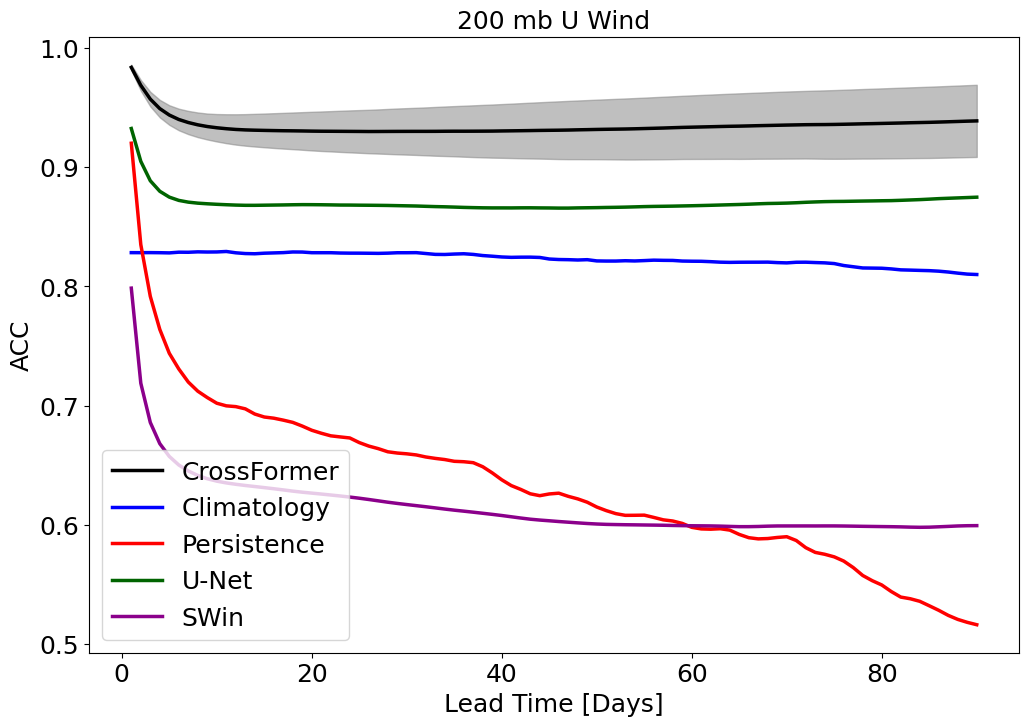 200 mb U Wind
1.0
0.9
0.8
0.7
0.6
0.5
ACC
CrossFormer
Climatology
Persistence
U-Net
SWin
0 20 40 60 80
Lead Time [Days]